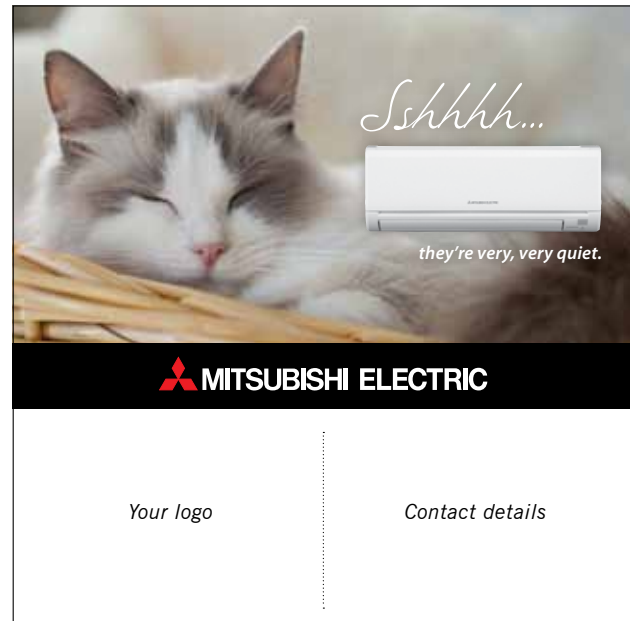 Sshhhh...
they're very, very quiet.
MITSUBISHI ELECTRIC
Your logo
Contact details